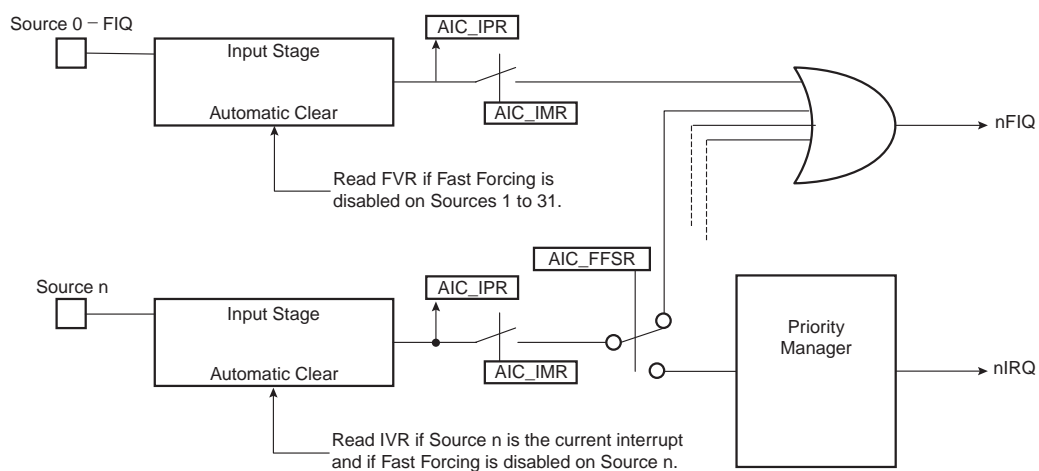 Source 0 – FIQ
AIC_IPR
Input Stage
Automatic Clear
AIC_IMR
nFIQ
Read FVR if Fast Forcing is
disabled on Sources 1 to 31.
AIC_FFSR
Source n
AIC_IPR
Input Stage
Priority
Manager
Automatic Clear
AIC_IMR
nIRQ
Read IVR if Source n is the current interrupt
and if Fast Forcing is disabled on Source n.